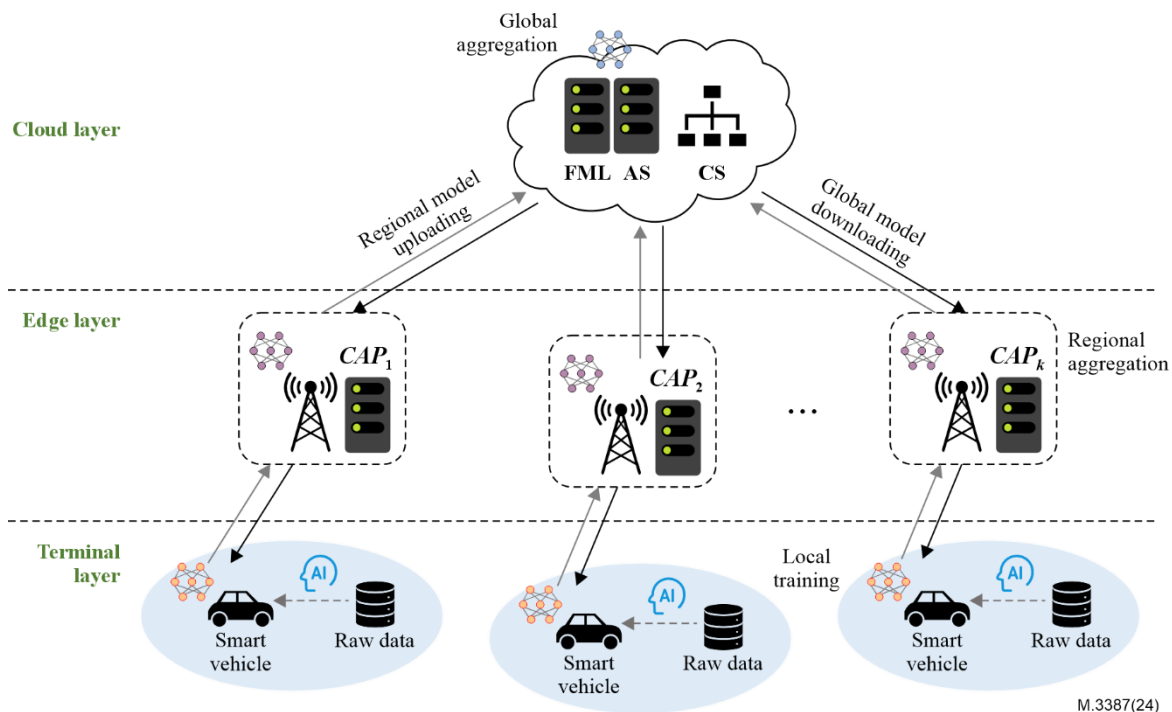 Global
aggregation
Cloud layer
FML AS CS
Regional model
uploading
Global model
downloading
Edge layer
CAP1
CAP2
...
CAPk
Regional
aggregation
Terminal
layer
AI
Smart
vehicle
Raw data
AI
Smart
vehicle
Raw data
Local
training
AI
Smart
vehicle
Raw data
M.3387(24)